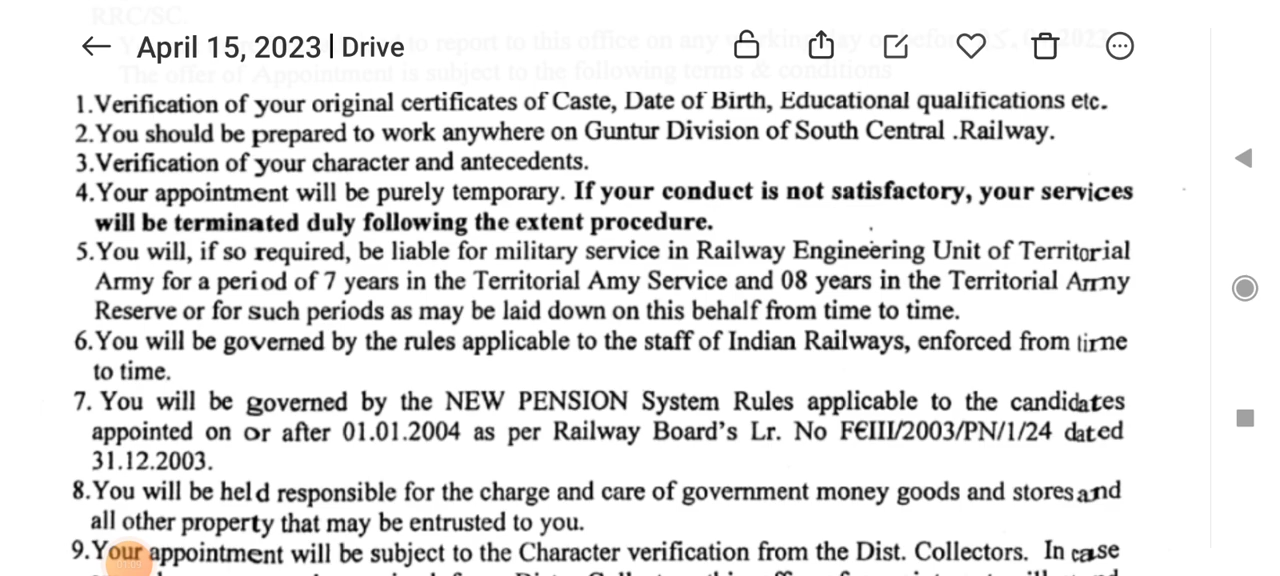 RRC/SC.
← April 15, 2023 | Drive
to report to this office on any working day or before
The offer of Appointment is subject to the following terms & conditions
1.Verification of your original certificates of Caste, Date of Birth, Educational qualifications etc.
2.You should be prepared to work anywhere on Guntur Division of South Central .Railway.
3.Verification of your character and antecedents.
4.Your appointment will be purely temporary. If your conduct is not satisfactory, your services
will be terminated duly following the extent procedure.
5.You will, if so required, be liable for military service in Railway Engineering Unit of Territorial
Army for a period of 7 years in the Territorial Amy Service and 08 years in the Territorial Army
Reserve or for such periods as may be laid down on this behalf from time to time.
6.You will be governed by the rules applicable to the staff of Indian Railways, enforced from time
to time.
7. You will be governed by the NEW PENSION System Rules applicable to the candidates
appointed on or after 01.01.2004 as per Railway Board's Lr. No FEIII/2003/PN/1/24 dated
31.12.2003.
8.You will be held responsible for the charge and care of government money goods and stores and
all other property that may be entrusted to you.
9.Your appointment will be subject to the Character verification from the Dist. Collectors. In case
01:09